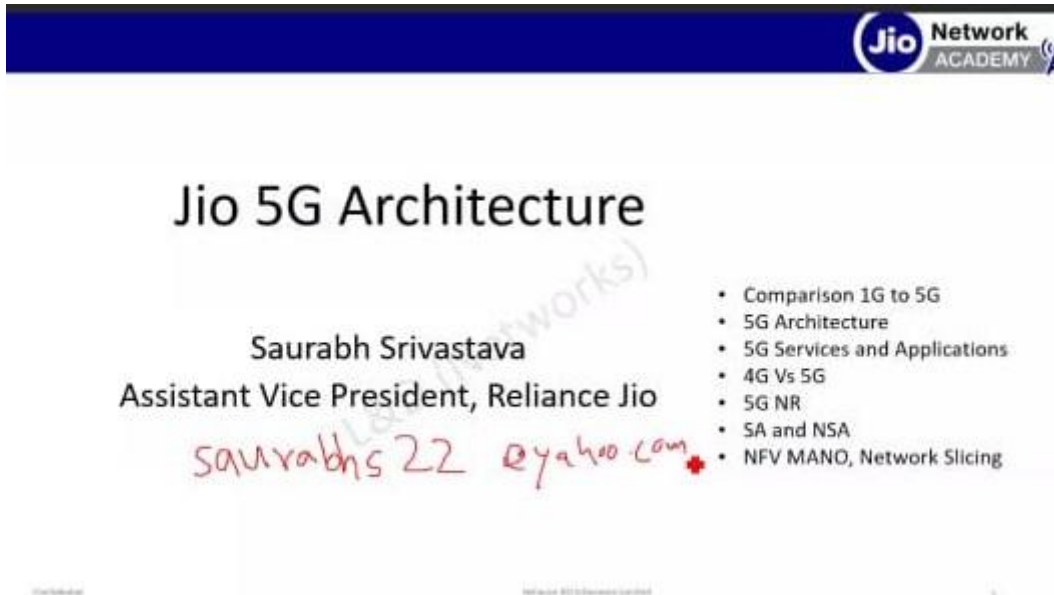 Jio
Network
ACADEMY
Jio 5G Architecture
Saurabh Srivastava
Assistant Vice President, Reliance Jio
saurabhs22 @yahoo.com
• Comparison 1G to 5G
• 5G Architecture
• 5G Services and Applications
• 4G Vs 5G
• 5G NR
• SA and NSA
• NFV MANO, Network Slicing
L&D (Networks)